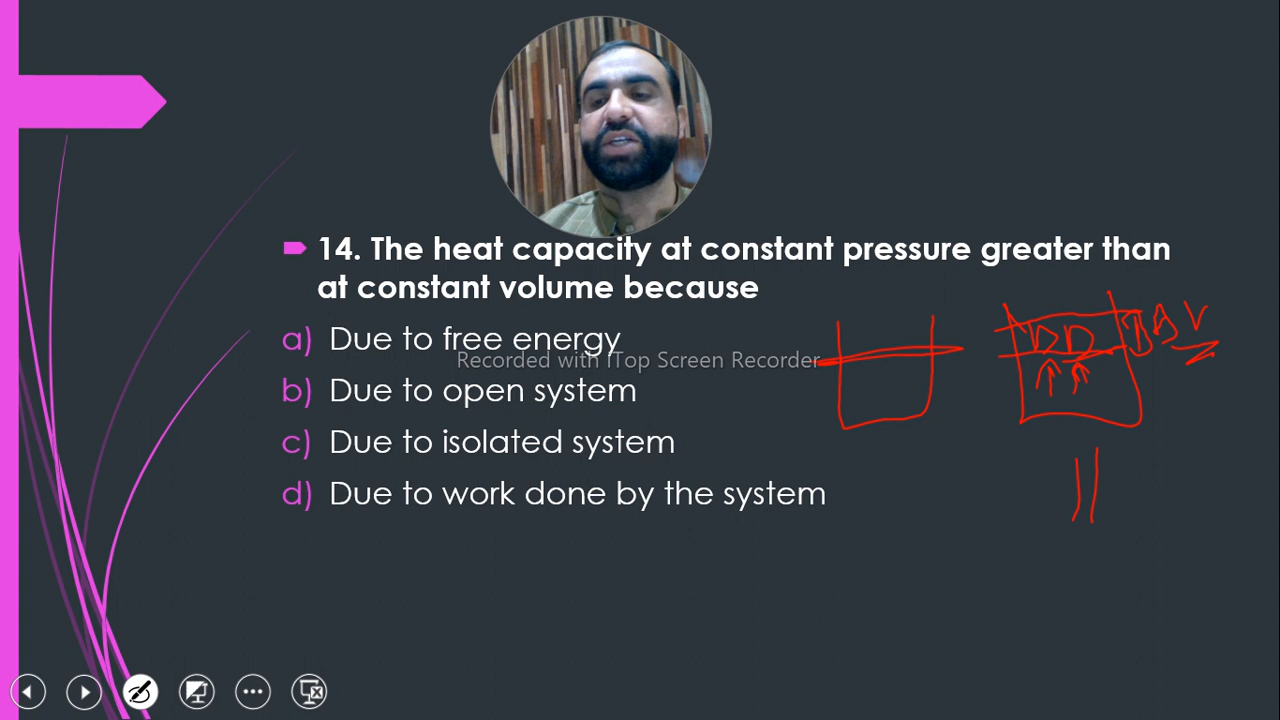 14. The heat capacity at constant pressure greater than
at constant volume because
a) Due to free energy
Recorded with iTop Screen Recorder
b) Due to open system
c) Due to isolated system
d) Due to work done by the system
ΔV